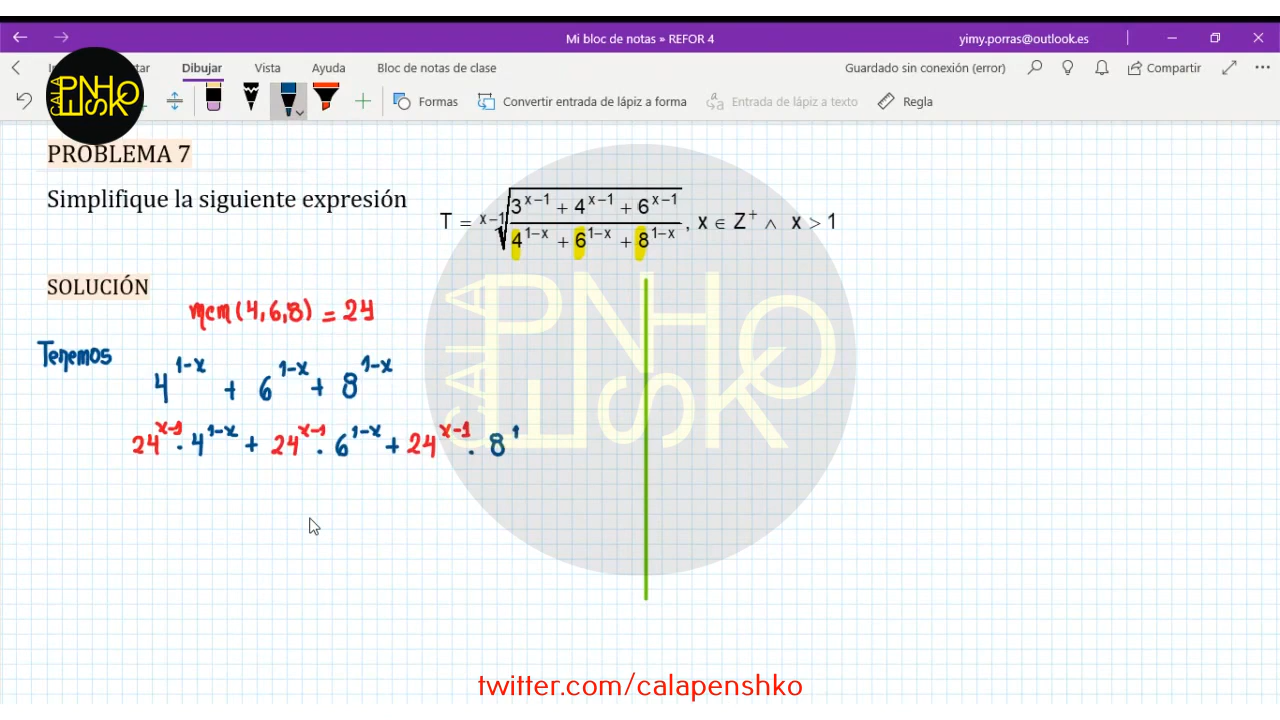 Mi bloc de notas » REFOR 4
yimy.porras@outlook.es
Dibujar Vista Ayuda Bloc de notas de clase
Guardado sin conexión (error) Compartir
Formas Convertir entrada de lápiz a forma Entrada de lápiz a texto Regla
CALA PENSHKO
PROBLEMA 7
Simplifique la siguiente expresión
T = ˣ⁻¹√((3^(x−1) + 4^(x−1) + 6^(x−1)) / (4^(1−x) + 6^(1−x) + 8^(1−x))), x ∈ Z⁺ ∧ x > 1
SOLUCIÓN
mcm (4,6,8) = 24
Tenemos
4^(1-x) + 6^(1-x) + 8^(1-x)
24^(x-1) · 4^(1-x) + 24^(x-1) · 6^(1-x) + 24^(x-1) · 8^1
twitter.com/calapenshko